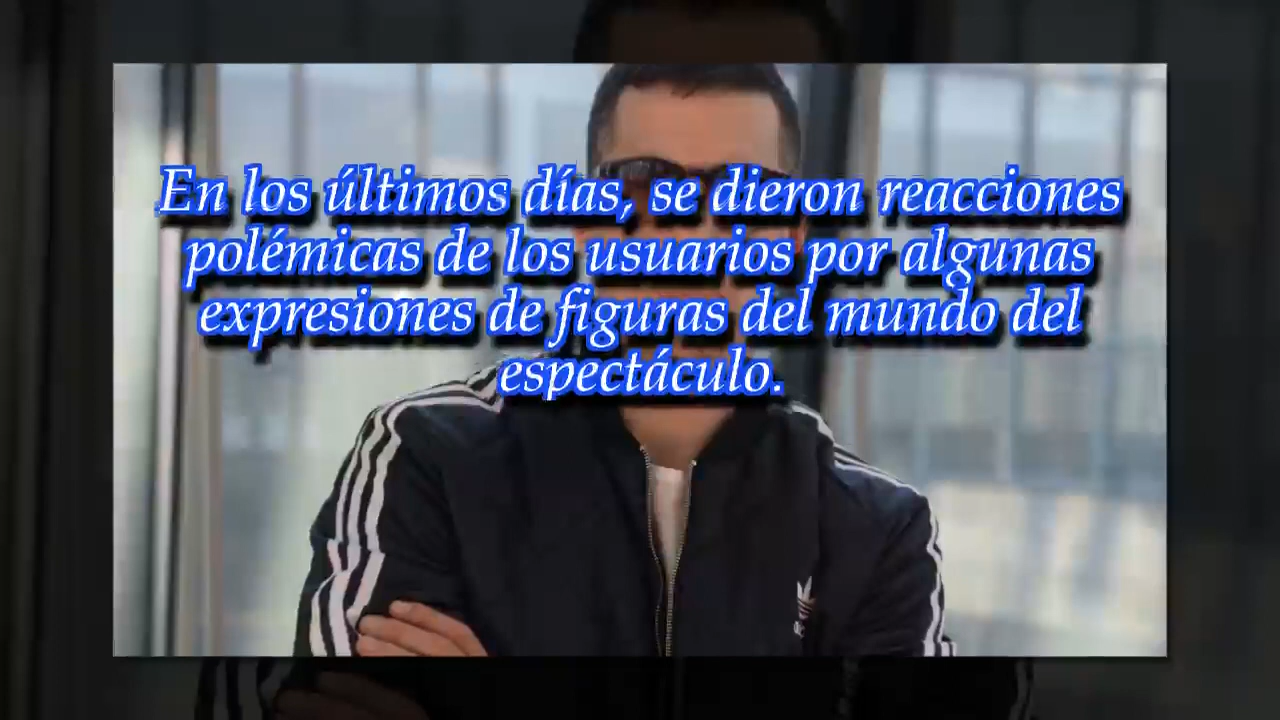 En los últimos días, se dieron reacciones
polémicas de los usuarios por algunas
expresiones de figuras del mundo del
espectáculo.